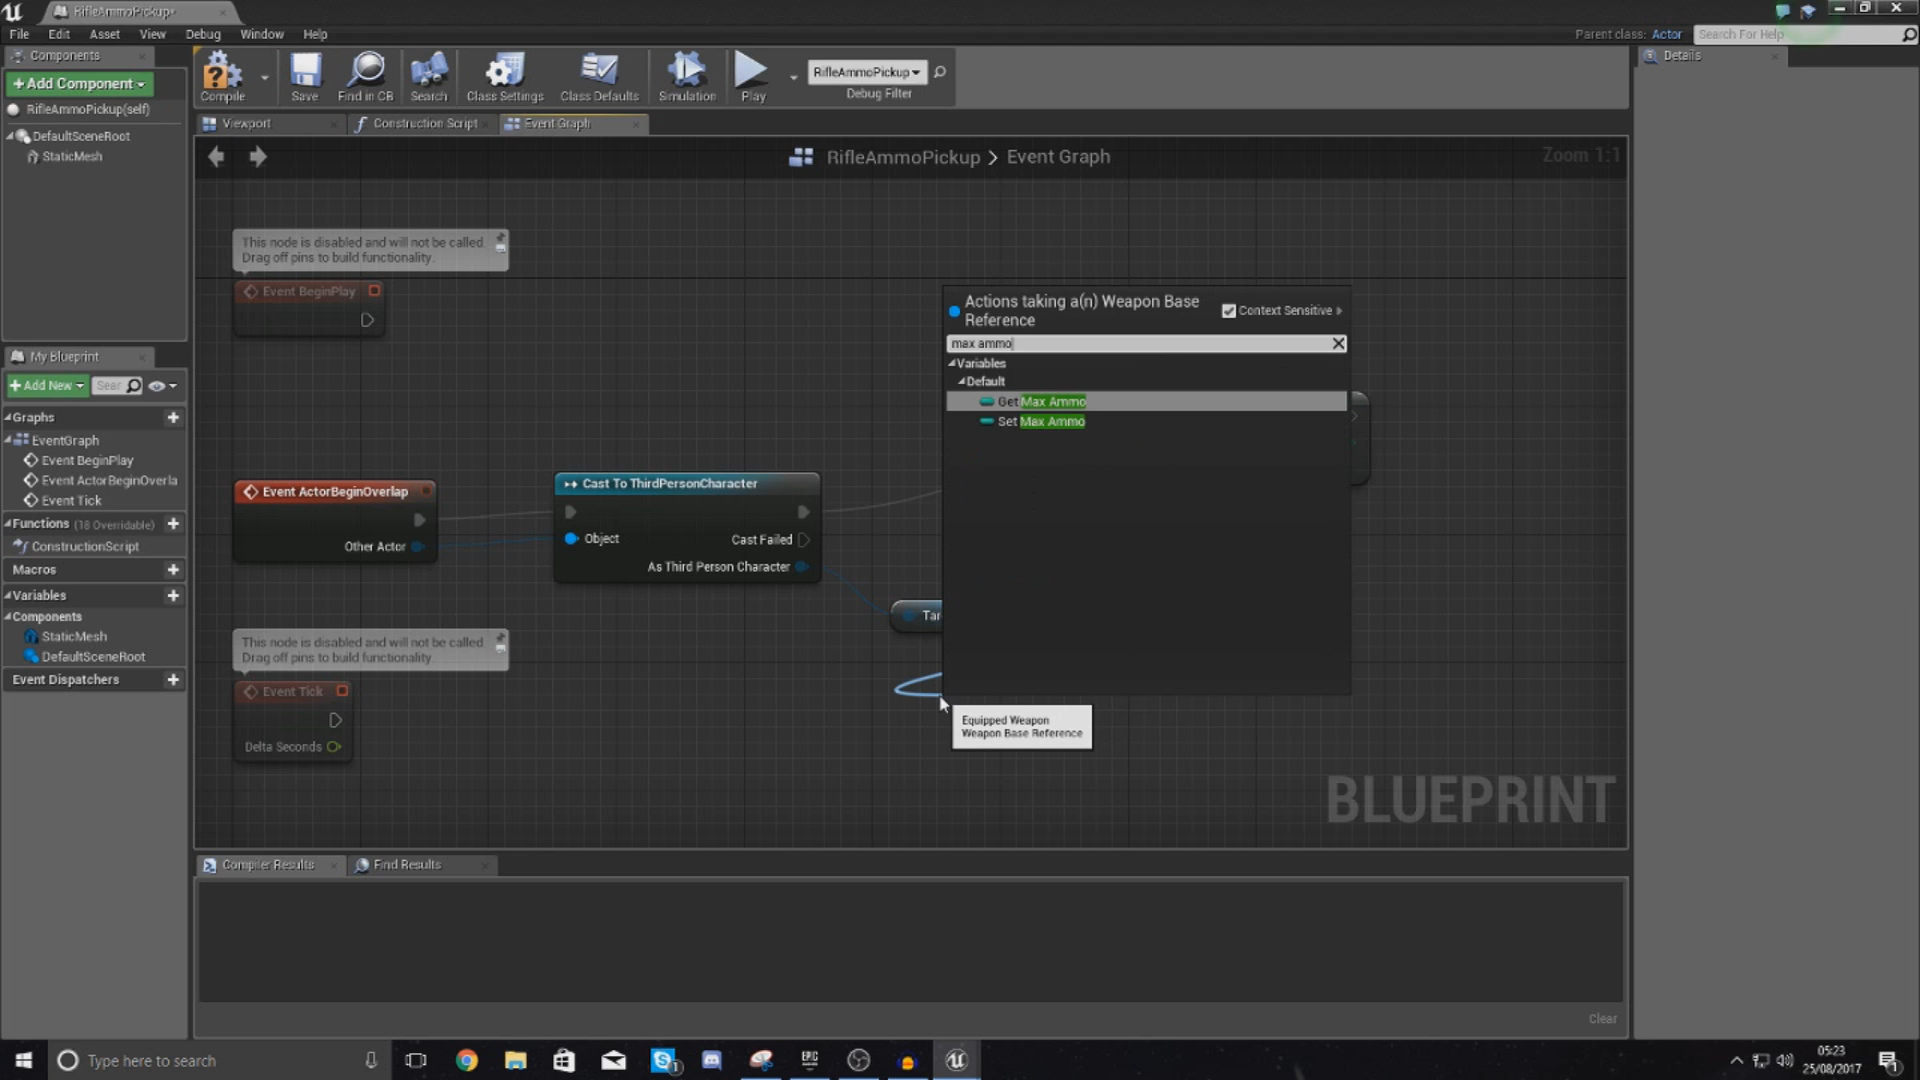 RifleAmmoPickup*
File Edit Asset View Debug Window Help
Parent class: Actor
Search For Help
Components
+Add Component
RifleAmmoPickup(self)
DefaultSceneRoot
StaticMesh
Compile
Save
Find in CB
Search
Class Settings
Class Defaults
Simulation
Play
RifleAmmoPickup
Debug Filter
Details
Viewport
Construction Script
Event Graph
RifleAmmoPickup > Event Graph
Zoom 1:1
This node is disabled and will not be called.
Drag off pins to build functionality.
Event BeginPlay
Actions taking a(n) Weapon Base
Reference
Context Sensitive
max ammo
Variables
Default
Get Max Ammo
Set Max Ammo
My Blueprint
+Add New
Sear
Graphs
EventGraph
Event BeginPlay
Event ActorBeginOverla
Event Tick
Functions (18 Overridable)
ConstructionScript
Macros
Variables
Components
StaticMesh
DefaultSceneRoot
Event Dispatchers
Event ActorBeginOverlap
Other Actor
Cast To ThirdPersonCharacter
Object
Cast Failed
As Third Person Character
Tar
This node is disabled and will not be called.
Drag off pins to build functionality.
Event Tick
Delta Seconds
Equipped Weapon
Weapon Base Reference
BLUEPRINT
Compiler Results
Find Results
Clear
Type here to search
EPIC
05:23
25/08/2017